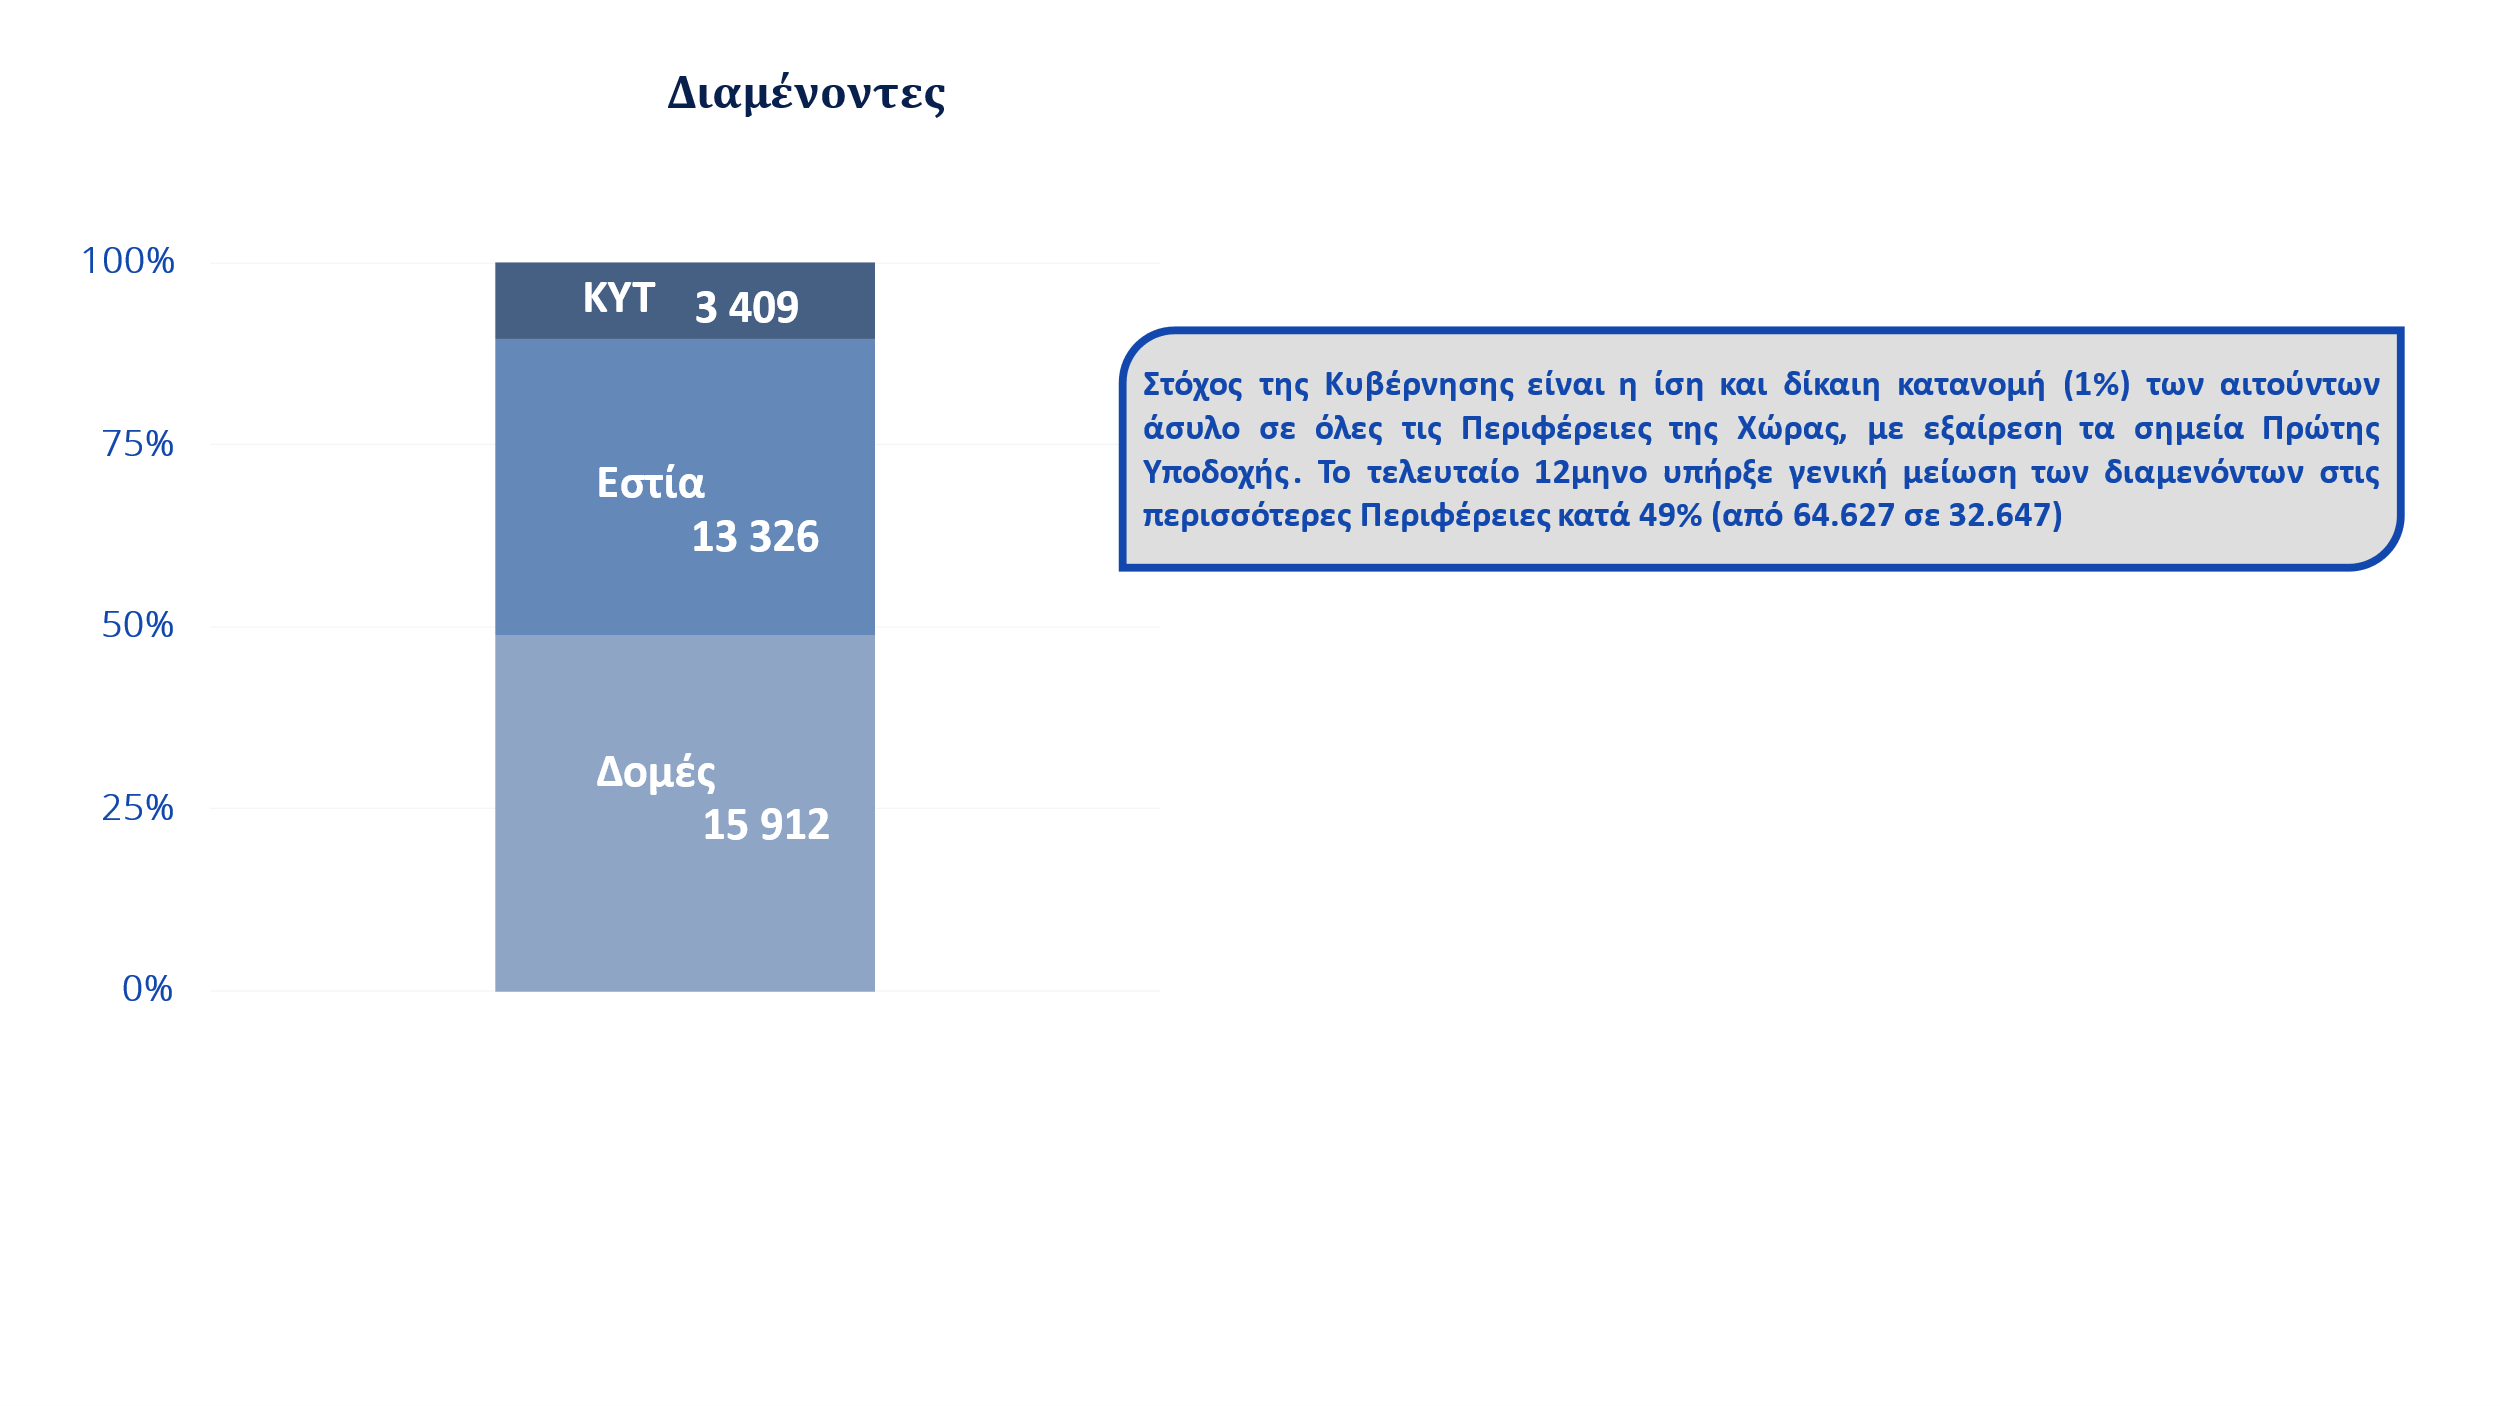 Διαμένοντες
100%
75%
50%
25%
0%
ΚΥΤ 3 409
Εστία
13 326
Δομές
15 912
Στόχος της Κυβέρνησης είναι η ίση και δίκαιη κατανομή (1%) των αιτούντων
άσυλο σε όλες τις Περιφέρειες της Χώρας, με εξαίρεση τα σημεία Πρώτης
Υποδοχής. Το τελευταίο 12μηνο υπήρξε γενική μείωση των διαμενόντων στις
περισσότερες Περιφέρειες κατά 49% (από 64.627 σε 32.647)